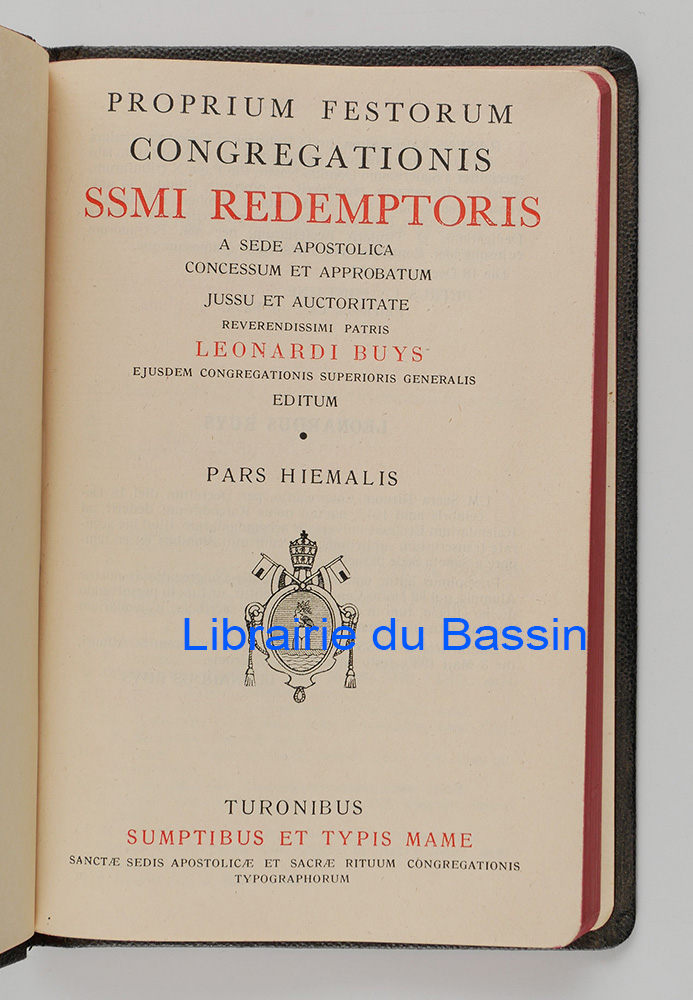 PROPRIUM FESTORUM
CONGREGATIONIS
SSMI REDEMPTORIS
A SEDE APOSTOLICA
CONCESSUM ET APPROBATUM
JUSSU ET AUCTORITATE
REVERENDISSIMI PATRIS
LEONARDI BUYS
EJUSDEM CONGREGATIONIS SUPERIORIS GENERALIS
EDITUM
•
PARS HIEMALIS
Librairie du Bassin
TURONIBUS
SUMPTIBUS ET TYPIS MAME
SANCTÆ SEDIS APOSTOLICÆ ET SACRÆ RITUUM CONGREGATIONIS
TYPOGRAPHORUM